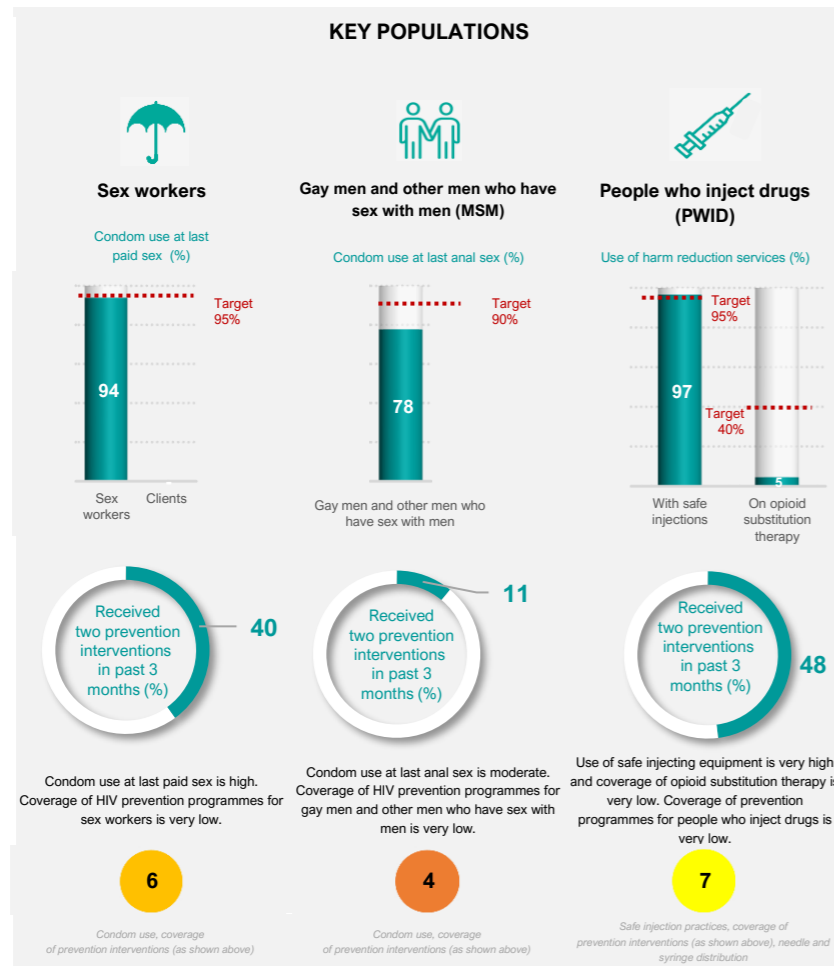 KEY POPULATIONS
Sex workers
Condom use at last
paid sex (%)
Target
95%
94
Sex
workers
Clients
Received
two prevention
interventions
in past 3
months (%)
40
Condom use at last paid sex is high.
Coverage of HIV prevention programmes for
sex workers is very low.
6
Condom use, coverage
of prevention interventions (as shown above)
Gay men and other men who have
sex with men (MSM)
Condom use at last anal sex (%)
Target
90%
78
Gay men and other men who
have sex with men
Received
two prevention
interventions
in past 3
months (%)
11
Condom use at last anal sex is moderate.
Coverage of HIV prevention programmes for
gay men and other men who have sex with
men is very low.
4
Condom use, coverage
of prevention interventions (as shown above)
People who inject drugs
(PWID)
Use of harm reduction services (%)
Target
95%
97
Target
40%
5
With safe
injections
On opioid
substitution
therapy
Received
two prevention
interventions
in past 3
months (%)
48
Use of safe injecting equipment is very high
and coverage of opioid substitution therapy is
very low. Coverage of prevention
programmes for people who inject drugs is
very low.
7
Safe injection practices, coverage of
prevention interventions (as shown above), needle and
syringe distribution